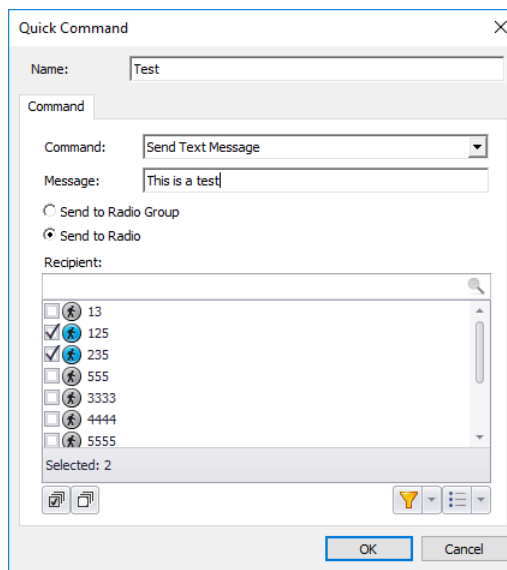 Quick Command
Name: Test
Command
Command: Send Text Message
Message: This is a test
Send to Radio Group
Send to Radio
Recipient:
13
125
235
555
3333
4444
5555
Selected: 2
OK Cancel